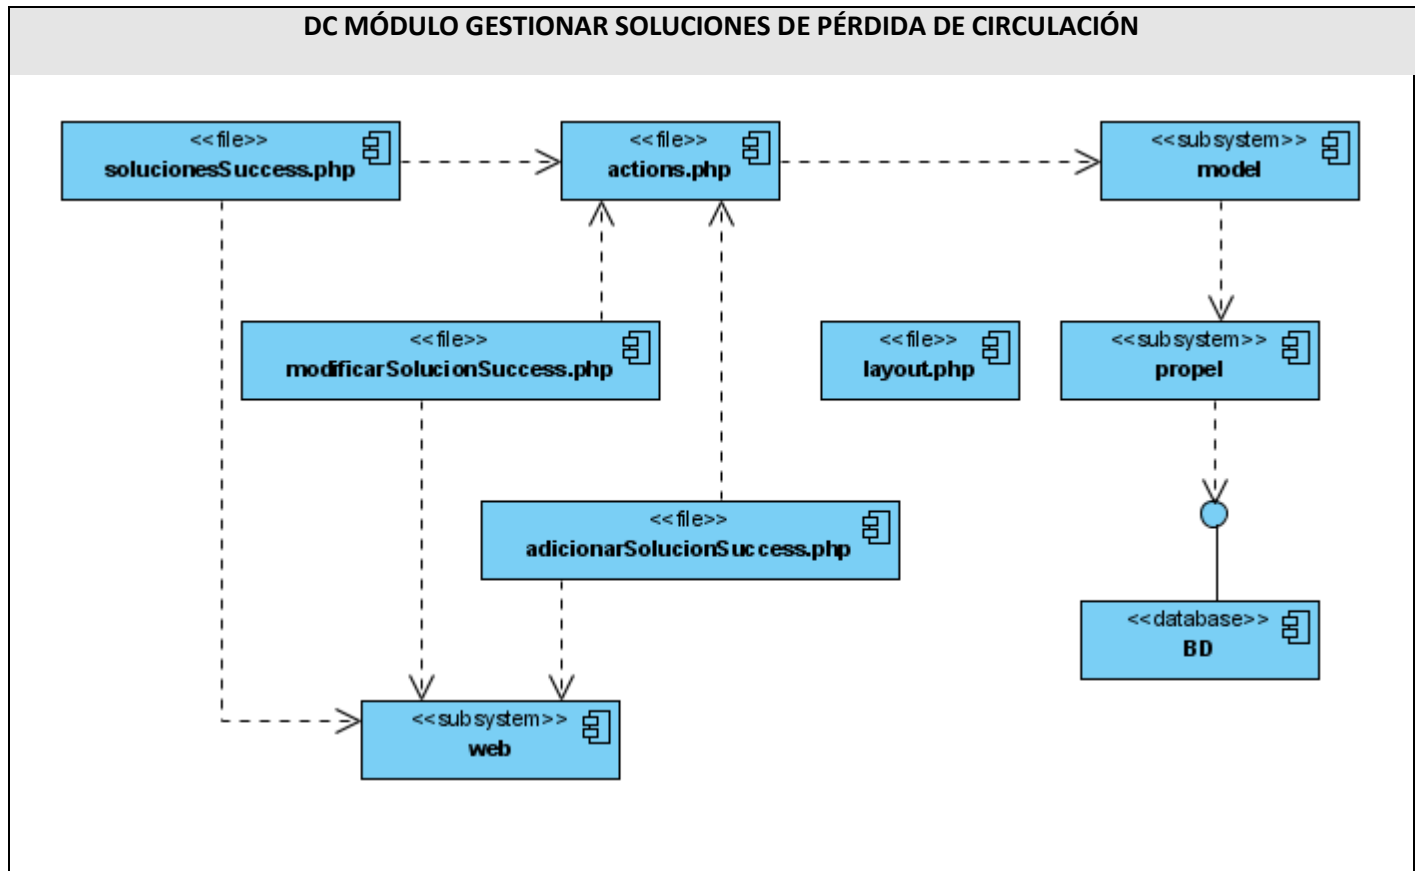 DC MÓDULO GESTIONAR SOLUCIONES DE PÉRDIDA DE CIRCULACIÓN
<<file>>
solucionesSuccess.php
<<file>>
actions.php
<<subsystem>>
model
<<file>>
modificarSolucionSuccess.php
<<file>>
layout.php
<<subsystem>>
propel
<<file>>
adicionarSolucionSuccess.php
<<database>>
BD
<<subsystem>>
web